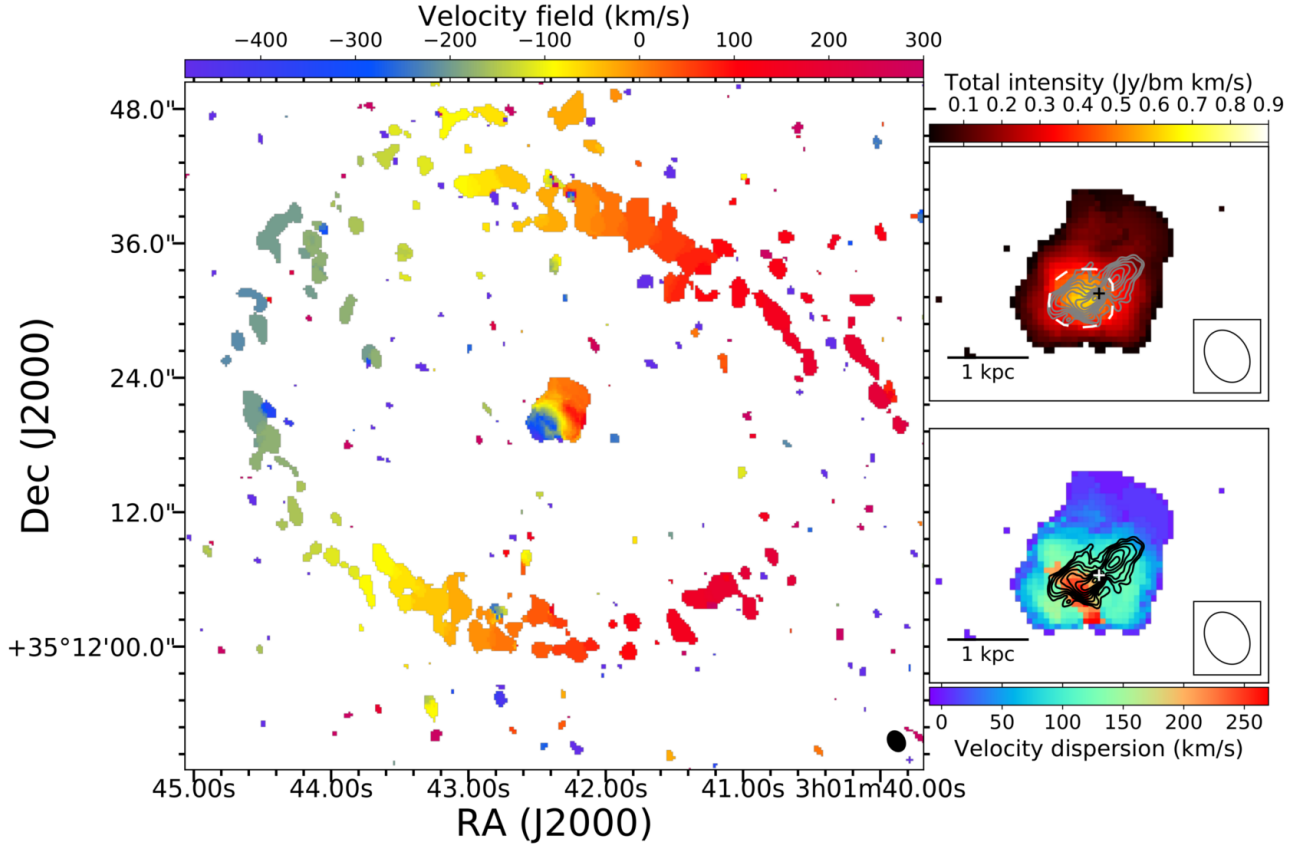 Velocity field (km/s)
−400 −300 −200 −100 0 100 200 300
Total intensity (Jy/bm km/s)
0.1 0.2 0.3 0.4 0.5 0.6 0.7 0.8 0.9
48.0"
36.0"
24.0"
12.0"
+35°12'00.0"
Dec (J2000)
1 kpc
1 kpc
0 50 100 150 200 250
Velocity dispersion (km/s)
45.00s 44.00s 43.00s 42.00s 41.00s 3h01m40.00s
RA (J2000)